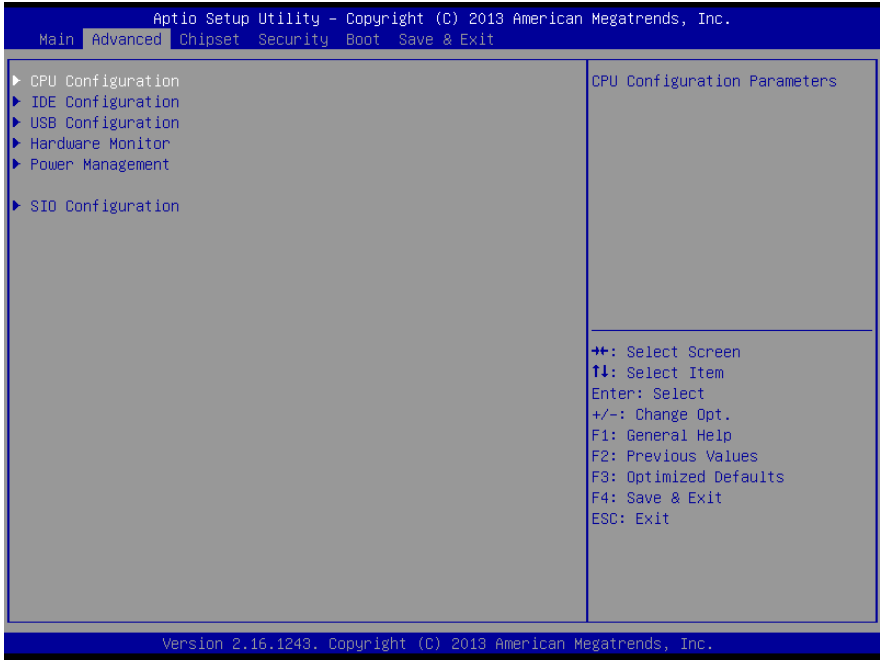 Aptio Setup Utility – Copyright (C) 2013 American Megatrends, Inc.
Main Advanced Chipset Security Boot Save & Exit
CPU Configuration
IDE Configuration
USB Configuration
Hardware Monitor
Power Management
SIO Configuration
CPU Configuration Parameters
→←: Select Screen
↑↓: Select Item
Enter: Select
+/-: Change Opt.
F1: General Help
F2: Previous Values
F3: Optimized Defaults
F4: Save & Exit
ESC: Exit
Version 2.16.1243. Copyright (C) 2013 American Megatrends, Inc.